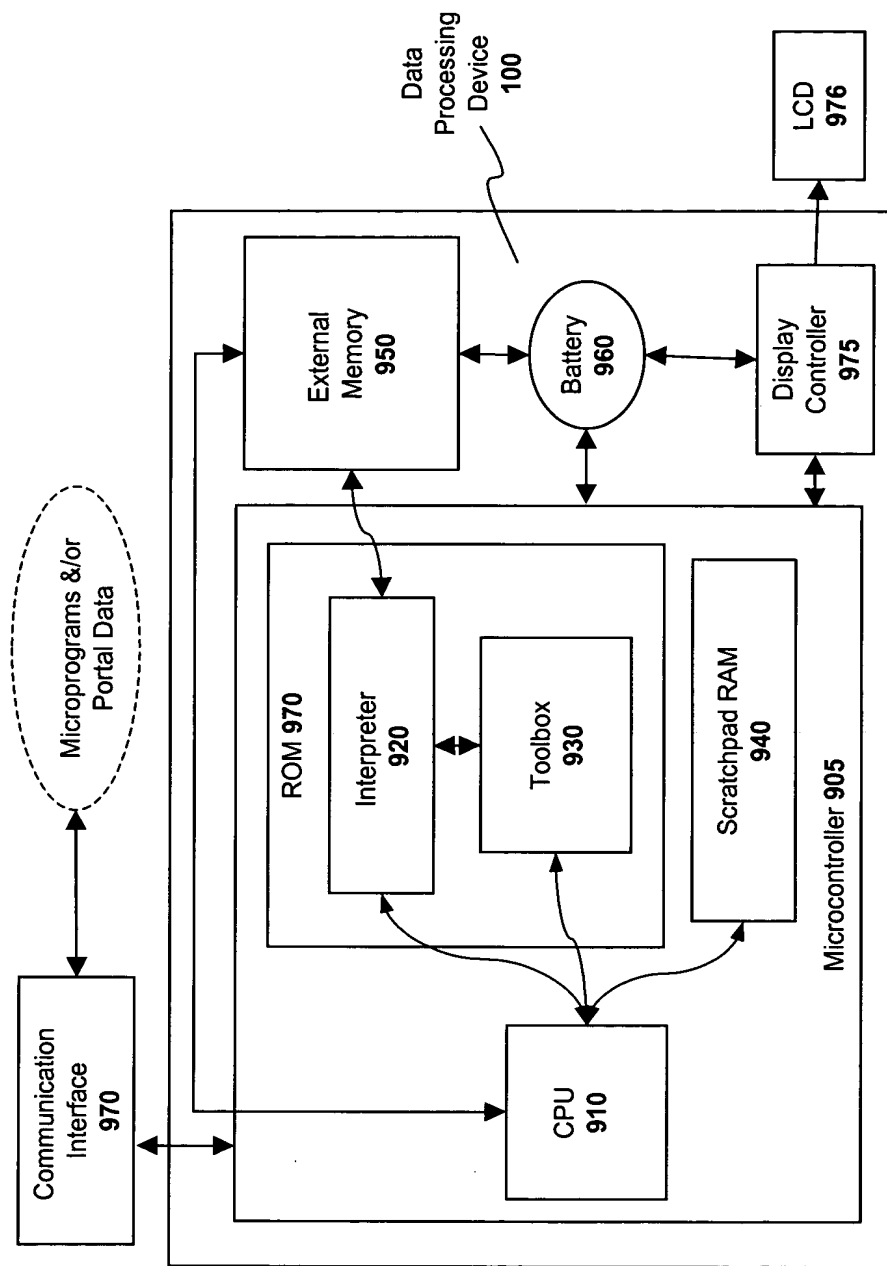 Microprograms &/or
Portal Data
Communication
Interface
970
Data
Processing
Device
100
External
Memory
950
Battery
960
Display
Controller
975
LCD
976
ROM 970
Interpreter
920
Toolbox
930
Scratchpad RAM
940
CPU
910
Microcontroller 905